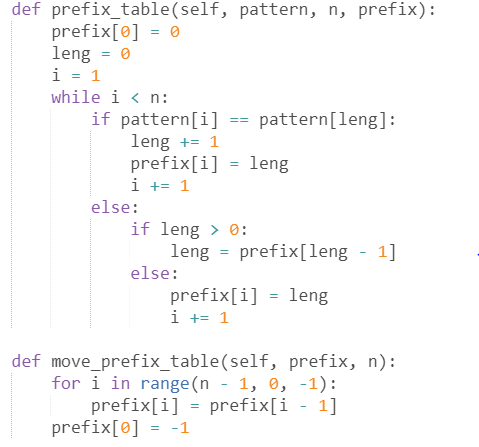 def prefix_table(self, pattern, n, prefix):
    prefix[0] = 0
    leng = 0
    i = 1
    while i < n:
        if pattern[i] == pattern[leng]:
            leng += 1
            prefix[i] = leng
            i += 1
        else:
            if leng > 0:
                leng = prefix[leng - 1]
            else:
                prefix[i] = leng
                i += 1

def move_prefix_table(self, prefix, n):
    for i in range(n - 1, 0, -1):
        prefix[i] = prefix[i - 1]
    prefix[0] = -1